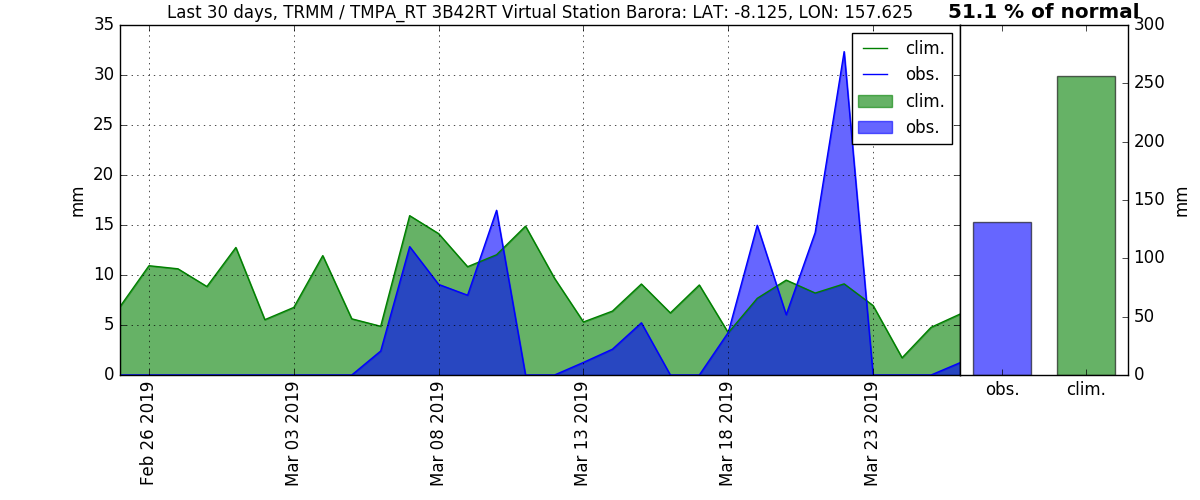 Last 30 days, TRMM / TMPA_RT 3B42RT Virtual Station Barora: LAT: -8.125, LON: 157.625
51.1 % of normal
35
30
25
20
15
10
5
0
mm
clim.
obs.
clim.
obs.
Feb 26 2019
Mar 03 2019
Mar 08 2019
Mar 13 2019
Mar 18 2019
Mar 23 2019
300
250
200
150
100
50
0
mm
obs.
clim.